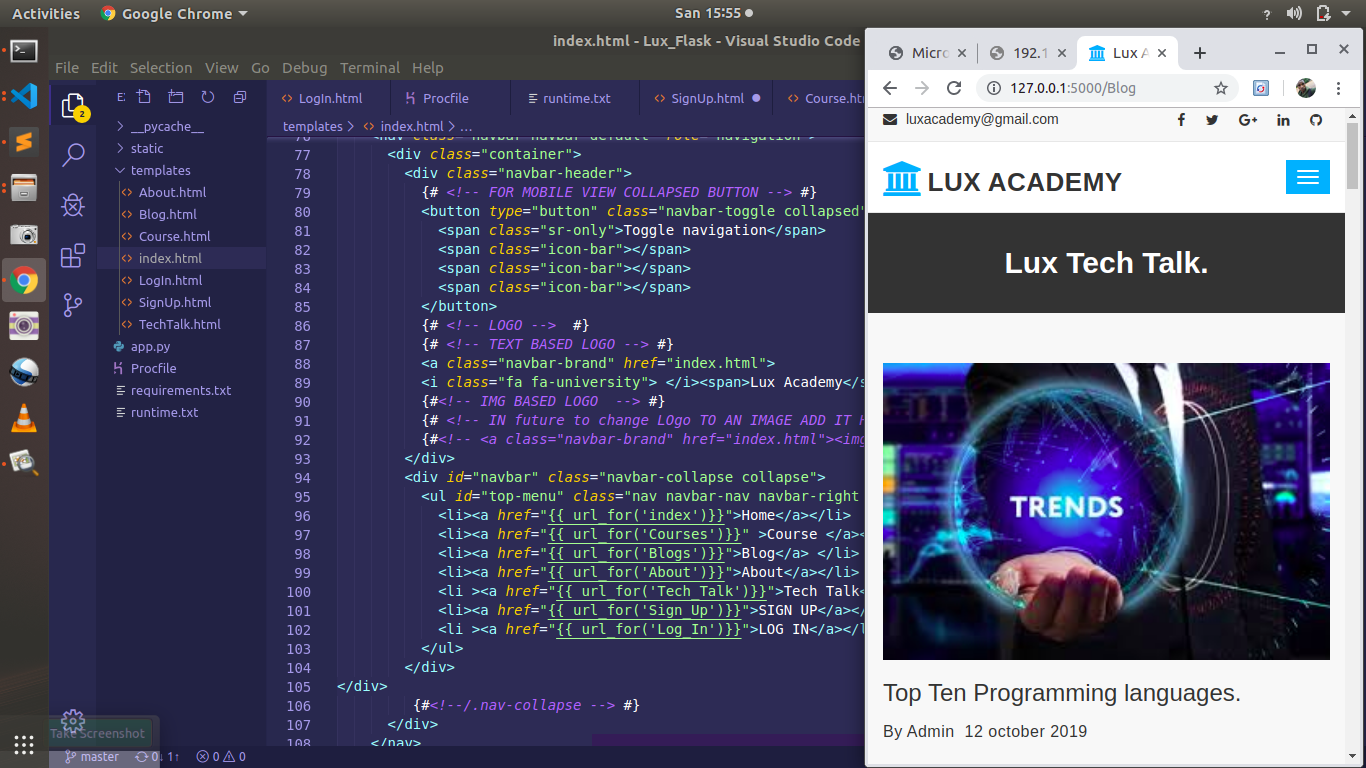 Activities Google Chrome San 15:55
index.html - Lux_Flask - Visual Studio Code
File Edit Selection View Go Debug Terminal Help
2
E
__pycache__
static
templates
About.html
Blog.html
Course.html
index.html
LogIn.html
SignUp.html
TechTalk.html
app.py
Procfile
requirements.txt
runtime.txt
Take Screenshot
LogIn.html Procfile runtime.txt SignUp.html Course.htm
templates > index.html > ...
77 <div class="container">
78 <div class="navbar-header">
79 {# <!-- FOR MOBILE VIEW COLLAPSED BUTTON --> #}
80 <button type="button" class="navbar-toggle collapsed"
81 <span class="sr-only">Toggle navigation</span>
82 <span class="icon-bar"></span>
83 <span class="icon-bar"></span>
84 <span class="icon-bar"></span>
85 </button>
86 {# <!-- LOGO -->  #}
87 {# <!-- TEXT BASED LOGO --> #}
88 <a class="navbar-brand" href="index.html">
89 <i class="fa fa-university"> </i><span>Lux Academy</s
90 {#<!-- IMG BASED LOGO  --> #}
91 {# <!-- IN future to change LOgo TO AN IMAGE ADD IT H
92 {#<!-- <a class="navbar-brand" href="index.html"><img
93 </div>
94 <div id="navbar" class="navbar-collapse collapse">
95 <ul id="top-menu" class="nav navbar-nav navbar-right
96 <li><a href="{{ url_for('index')}}">Home</a></li>
97 <li><a href="{{ url_for('Courses')}}" >Course </a><
98 <li><a href="{{ url_for('Blogs')}}">Blog</a> </li>
99 <li><a href="{{ url_for('About')}}">About</a></li>
100 <li ><a href="{{ url_for('Tech_Talk')}}">Tech Talk<
101 <li><a href="{{ url_for('Sign_Up')}}">SIGN UP</a></
102 <li ><a href="{{ url_for('Log_In')}}">LOG IN</a></l
103 </ul>
104 </div>
105 </div>
106 {#<!--/.nav-collapse --> #}
107 </div>
108 </nav>
master 0↓ 1↑ 0 0
Micro 192.1 Lux A
127.0.0.1:5000/Blog
luxacademy@gmail.com
LUX ACADEMY
Lux Tech Talk.
TRENDS
Top Ten Programming languages.
By Admin 12 october 2019